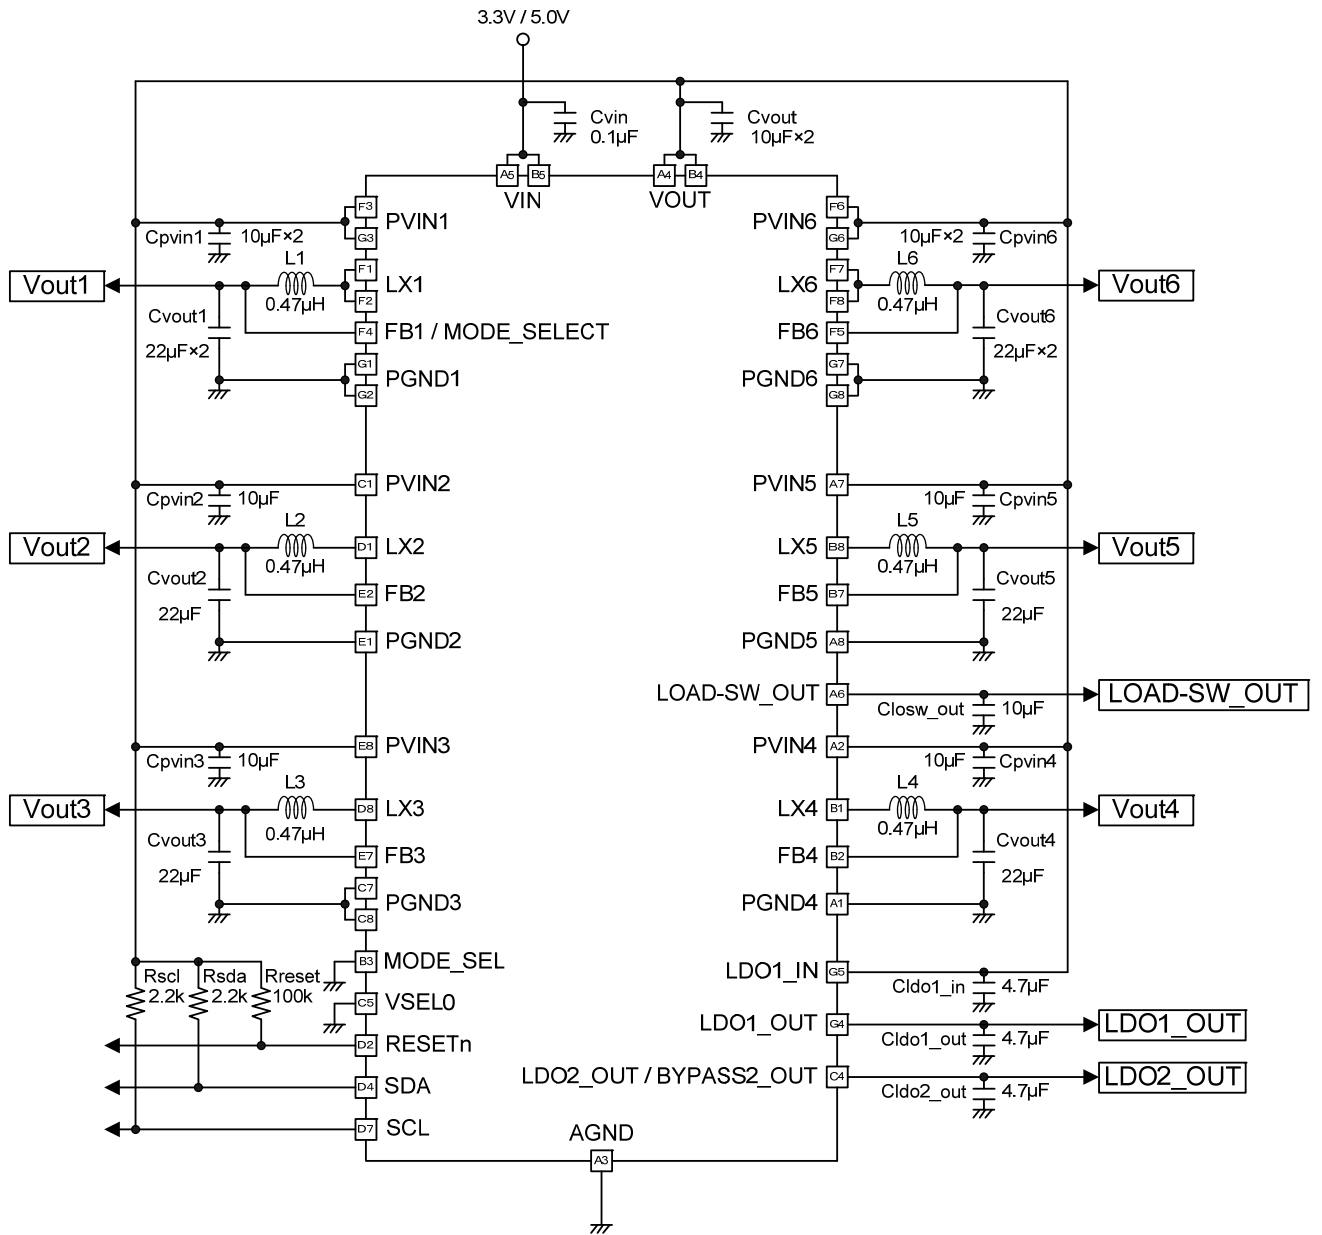 3.3V / 5.0V
Cvin
0.1µF
Cvout
10µF×2
A5
B5
A4
B4
VIN
VOUT
F3
G3
PVIN1
Cpvin1
10µF×2
L1
0.47µH
F1
F2
LX1
Vout1
Cvout1
22µF×2
F4
FB1 / MODE_SELECT
G1
G2
PGND1
PVIN6
F6
G6
10µF×2
Cpvin6
L6
0.47µH
LX6
F7
F8
Vout6
Cvout6
22µF×2
FB6
F5
PGND6
G7
G8
Cpvin2
10µF
C1
PVIN2
L2
0.47µH
Vout2
D1
LX2
Cvout2
22µF
E2
FB2
E1
PGND2
PVIN5
A7
10µF
Cpvin5
L5
0.47µH
LX5
B8
Vout5
Cvout5
22µF
FB5
B7
PGND5
A8
LOAD-SW_OUT
A6
Closw_out
10µF
LOAD-SW_OUT
Cpvin3
10µF
E8
PVIN3
L3
0.47µH
Vout3
D8
LX3
Cvout3
22µF
E7
FB3
C7
C8
PGND3
PVIN4
A2
10µF
Cpvin4
L4
0.47µH
LX4
B1
Vout4
Cvout4
22µF
FB4
B2
PGND4
A1
Rscl
2.2k
Rsda
2.2k
Rreset
100k
B3
MODE_SEL
C5
VSEL0
D2
RESETn
D4
SDA
D7
SCL
LDO1_IN
G5
Cldo1_in
4.7µF
LDO1_OUT
G4
Cldo1_out
4.7µF
LDO1_OUT
LDO2_OUT / BYPASS2_OUT
C4
Cldo2_out
4.7µF
LDO2_OUT
AGND
A3